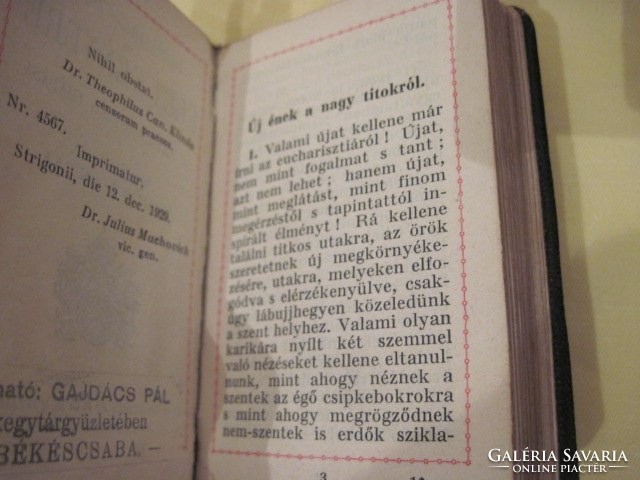 Nihil obstat.
Dr. Theophilus Can. Klinda
censorum praeses.
Nr. 4567.
Imprimatur,
Strigonii, die 12. dec. 1929.
Dr. Julius Machovich
vic. gen.
ható: GAJDÁCS PÁL
kegytárgyüzletében
BÉKÉSCSABA. —
Új ének a nagy titokról.
I. Valami újat kellene már
írni az eucharisztiáról! Újat,
nem mint fogalmat s tant;
azt nem lehet; hanem újat,
mint meglátást, mint finom
megérzéstől s tapintattól in-
spirált élményt! Rá kellene
találni titkos utakra, az örök
szeretetnek új megkörnyéke-
zésére, utakra, melyeken elfo-
gódva s elérzékenyülve, csak-
úgy lábujjhegyen közeledünk
a szent helyhez. Valami olyan
karikára nyílt két szemmel
való nézéseket kellene eltanul-
nunk, mint ahogy néznek a
szentek az égő csipkebokrokra
s mint ahogy megrögződnek
nem-szentek is erdők szikla-
3
GALÉRIA SAVARIA
ONLINE PIACTÉR